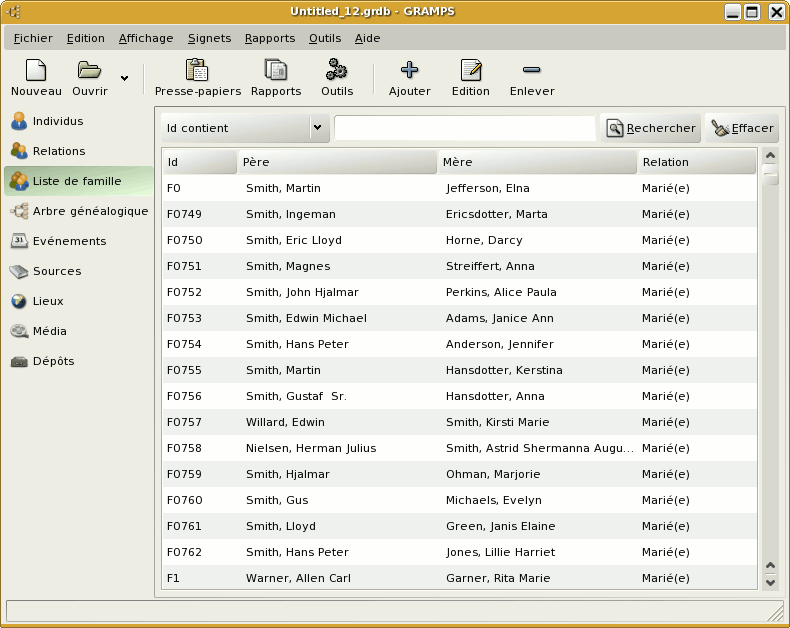 Untitled_12.grdb - GRAMPS
Fichier Edition Affichage Signets Rapports Outils Aide
Nouveau Ouvrir Presse-papiers Rapports Outils Ajouter Edition Enlever
Individus
Relations
Liste de famille
Arbre généalogique
31 Evénements
Sources
Lieux
Média
Dépôts
Id contient Rechercher Effacer
Id Père Mère Relation
F0 Smith, Martin Jefferson, Elna Marié(e)
F0749 Smith, Ingeman Ericsdotter, Marta Marié(e)
F0750 Smith, Eric Lloyd Horne, Darcy Marié(e)
F0751 Smith, Magnes Streiffert, Anna Marié(e)
F0752 Smith, John Hjalmar Perkins, Alice Paula Marié(e)
F0753 Smith, Edwin Michael Adams, Janice Ann Marié(e)
F0754 Smith, Hans Peter Anderson, Jennifer Marié(e)
F0755 Smith, Martin Hansdotter, Kerstina Marié(e)
F0756 Smith, Gustaf Sr. Hansdotter, Anna Marié(e)
F0757 Willard, Edwin Smith, Kirsti Marie Marié(e)
F0758 Nielsen, Herman Julius Smith, Astrid Shermanna Augu... Marié(e)
F0759 Smith, Hjalmar Ohman, Marjorie Marié(e)
F0760 Smith, Gus Michaels, Evelyn Marié(e)
F0761 Smith, Lloyd Green, Janis Elaine Marié(e)
F0762 Smith, Hans Peter Jones, Lillie Harriet Marié(e)
F1 Warner, Allen Carl Garner, Rita Marie Marié(e)